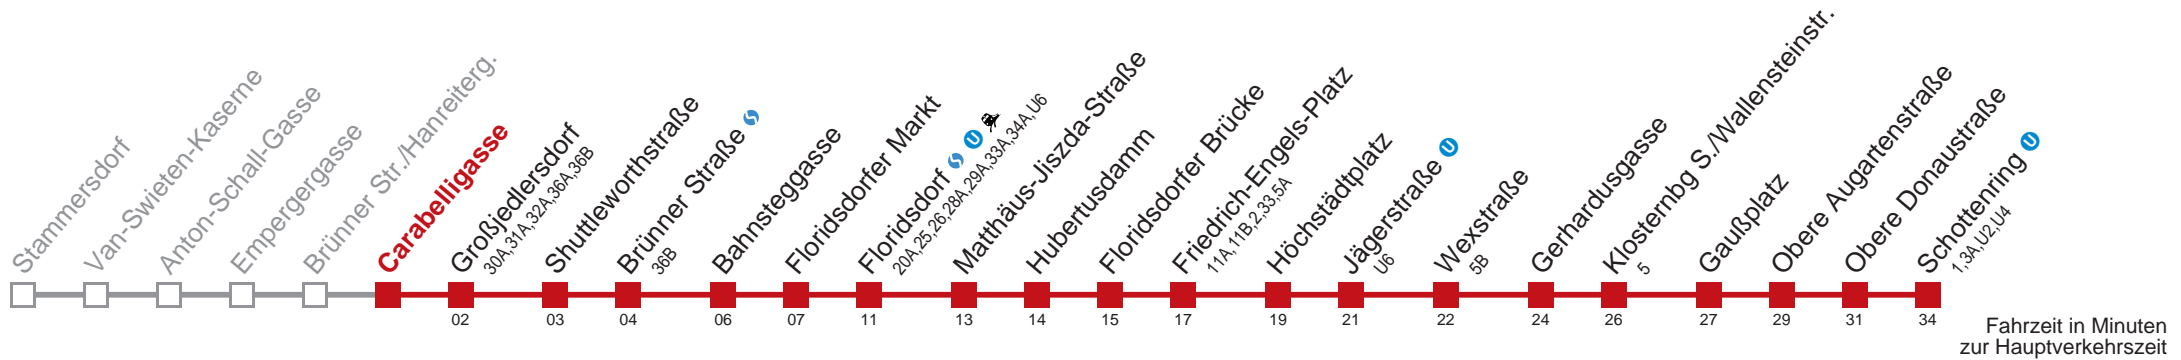 Stammersdorf
Van-Swieten-Kaserne
Anton-Schall-Gasse
Empergergasse
Brünner Str./Hanreiterg.
Carabelligasse
Großjedlersdorf
30A,31A,32A,36A,36B
Shuttleworthstraße
Brünner Straße S
36B
Bahnsteggasse
Floridsdorfer Markt
Floridsdorf S U
20A,25,26,28A,29A,33A,34A,U6
Matthäus-Jiszda-Straße
Hubertusdamm
Floridsdorfer Brücke
Friedrich-Engels-Platz
11A,11B,2,33,5A
Höchstädtplatz
Jägerstraße U
U6
Wexstraße
5B
Gerhardusgasse
Klosternbg S./Wallensteinstr.
5
Gaußplatz
Obere Augartenstraße
Obere Donaustraße
Schottenring U
1,3A,U2,U4
02 03 04 06 07 11 13 14 15 17 19 21 22 24 26 27 29 31 34
Fahrzeit in Minuten
zur Hauptverkehrszeit